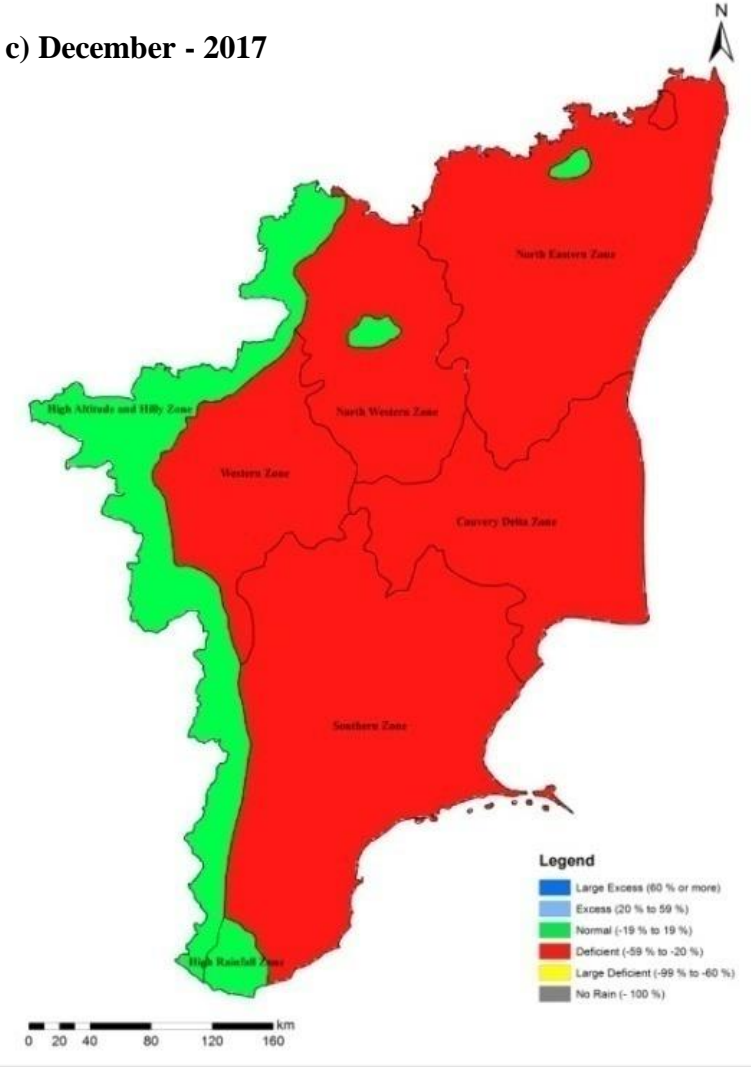 N
c) December - 2017
North Eastern Zone
High Altitude and Hilly Zone
North Western Zone
Western Zone
Cauvery Delta Zone
Southern Zone
High Rainfall Zone
Legend
Large Excess (60 % or more)
Excess (20 % to 59 %)
Normal (-19 % to 19 %)
Deficient (-59 % to -20 %)
Large Deficient (-99 % to -60 %)
No Rain (- 100 %)
km
0 20 40 80 120 160